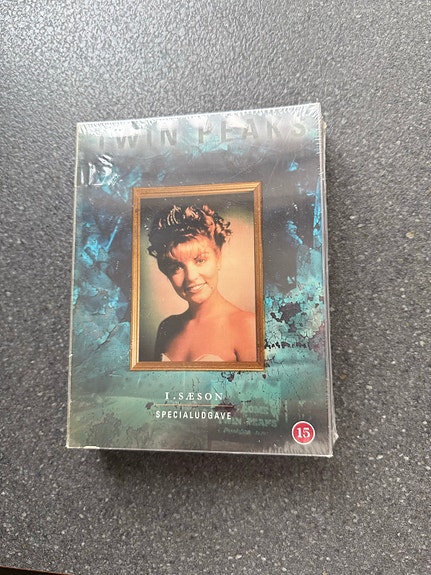 TWIN PEAKS
1. SÆSON
SPECIALUDGAVE
15